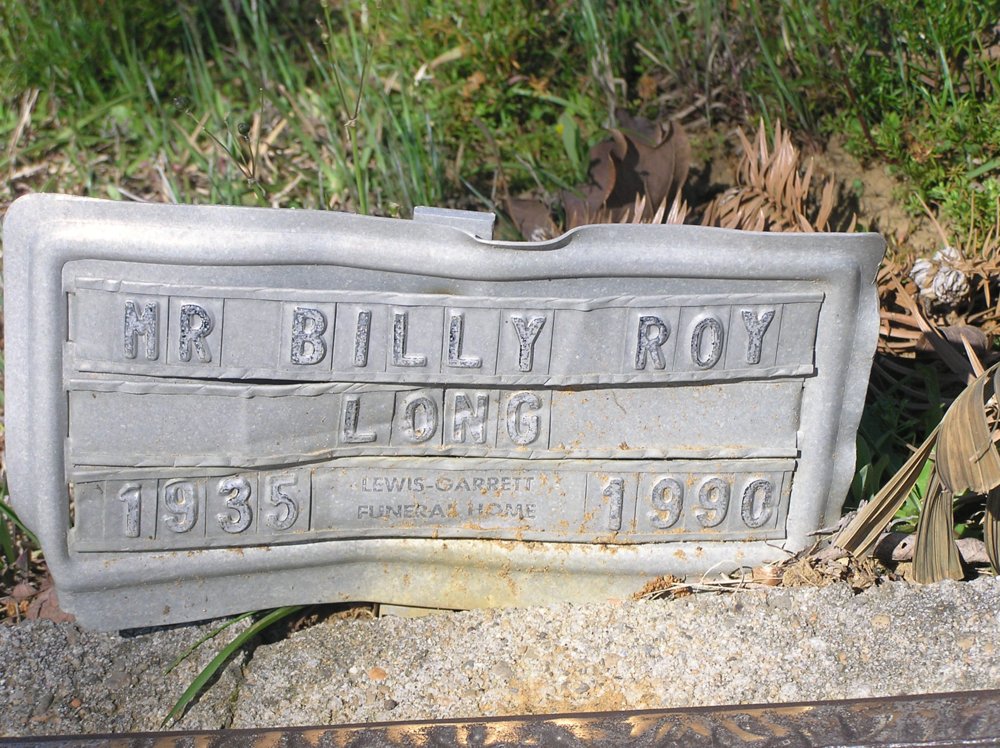 MR BILLY ROY
LONG
1935 LEWIS-GARRETT 1990
FUNERAL HOME